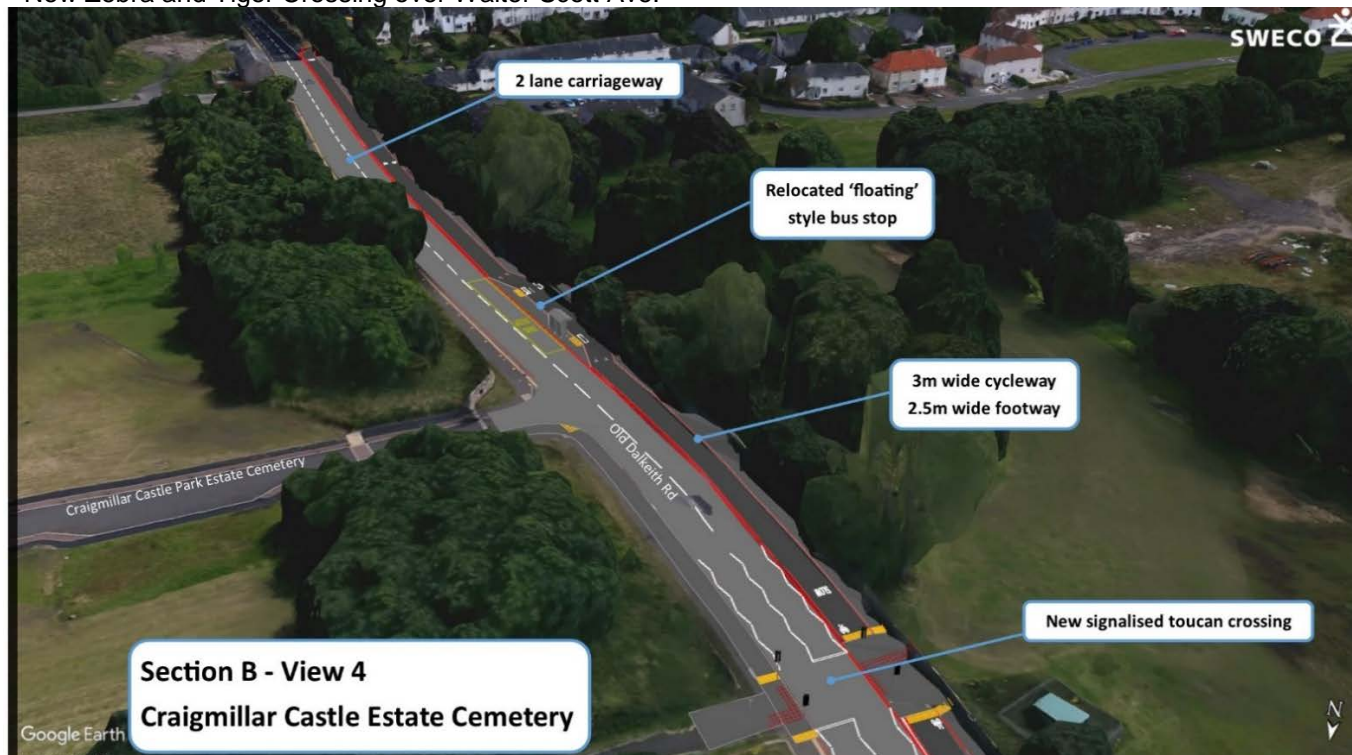 New Zebra and Tiger Crossing over Walter Scott Ave.
SWECO
2 lane carriageway
Relocated ‘floating’
style bus stop
3m wide cycleway
2.5m wide footway
Old Dalkeith Rd
Craigmillar Castle Park Estate Cemetery
New signalised toucan crossing
Section B - View 4
Craigmillar Castle Estate Cemetery
Google Earth
N